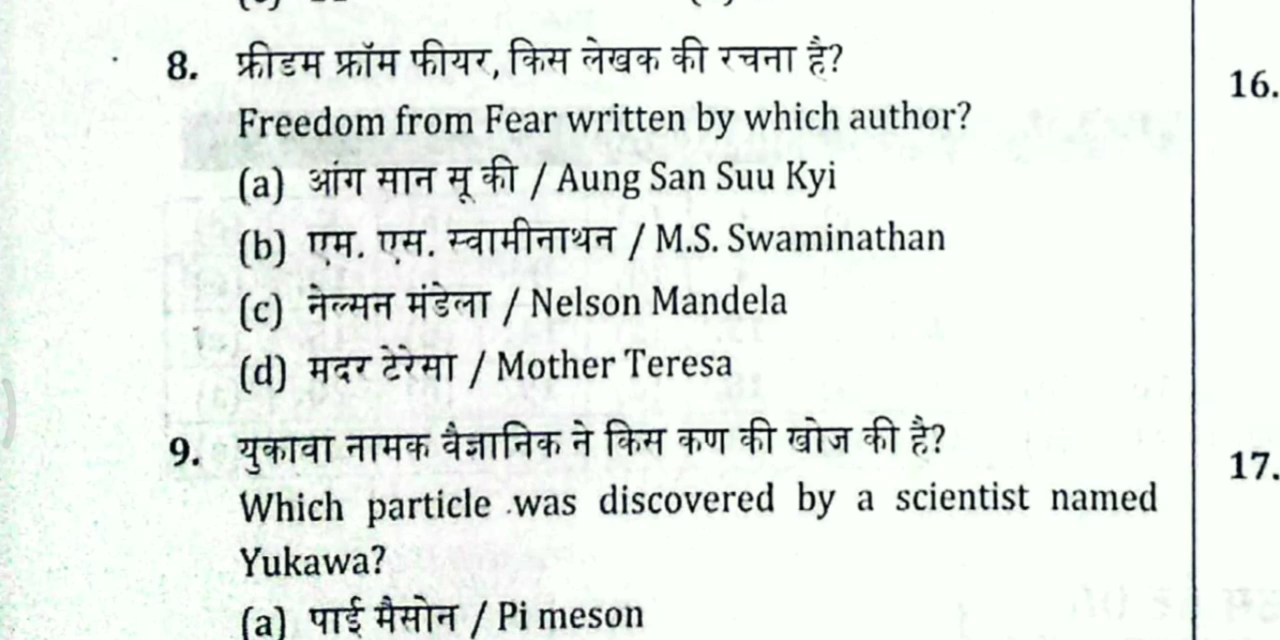 8. फ्रीडम फ्रॉम फीयर, किस लेखक की रचना है?
Freedom from Fear written by which author?
(a) आंग मान सू की / Aung San Suu Kyi
(b) एम. एस. स्वामीनाथन / M.S. Swaminathan
(c) नेल्मन मंडेला / Nelson Mandela
(d) मदर टेरेसा / Mother Teresa
9. युकावा नामक वैज्ञानिक ने किस कण की खोज की है?
Which particle was discovered by a scientist named
Yukawa?
(a) पाई मैसोन / Pi meson
16.
17.